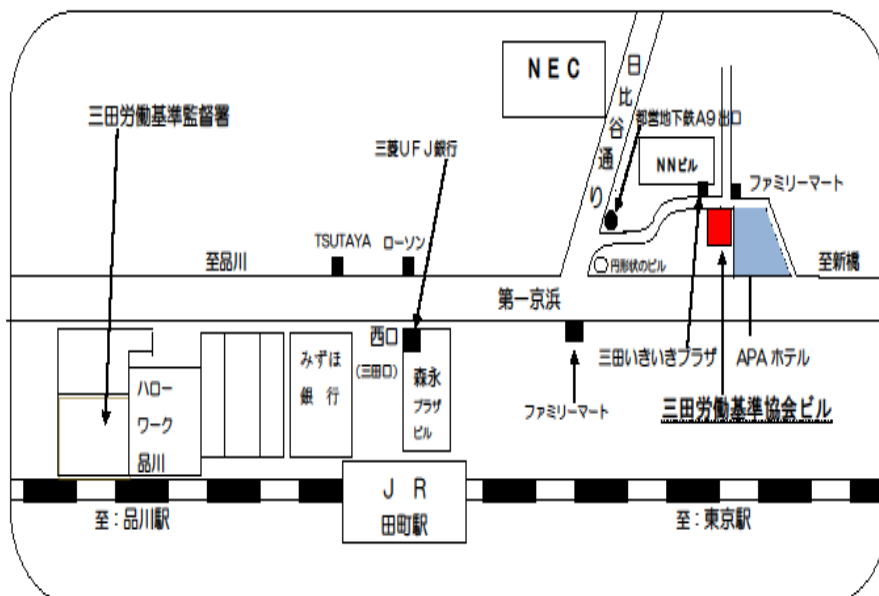 NEC
日比谷通り
三田労働基準監督署
都営地下鉄A9出口
三菱UFJ銀行
NNビル
ファミリーマート
TSUTAYA ローソン
至品川
円形状のビル
至新橋
第一京浜
西口
(三田口)
みずほ
銀行
森永
プラザ
ビル
三田いきいきプラザ
APAホテル
ハロー
ワーク
品川
ファミリーマート
三田労働基準協会ビル
JR
田町駅
至:品川駅
至:東京駅